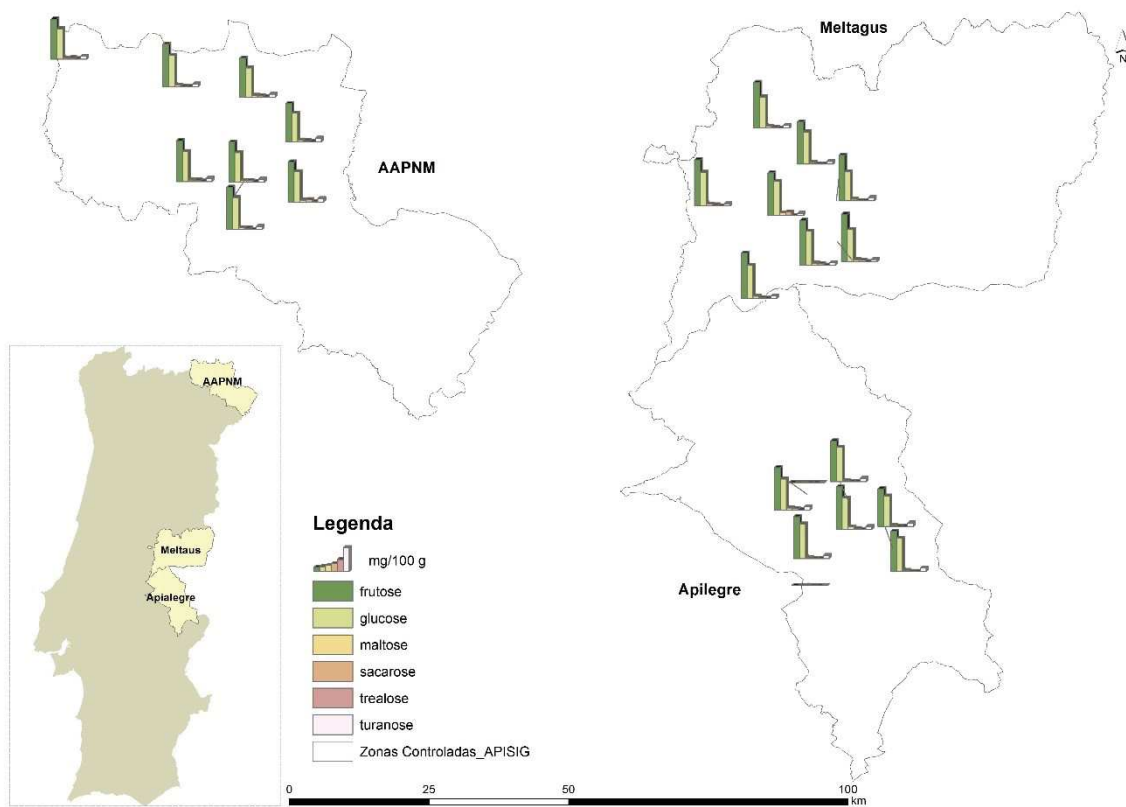 Meltagus
N
AAPNM
AAPNM
Meltaus
Apialegre
Apilegre
Legenda
mg/100 g
frutose
glucose
maltose
sacarose
trealose
turanose
Zonas Controladas_APISIG
0 25 50 100
km